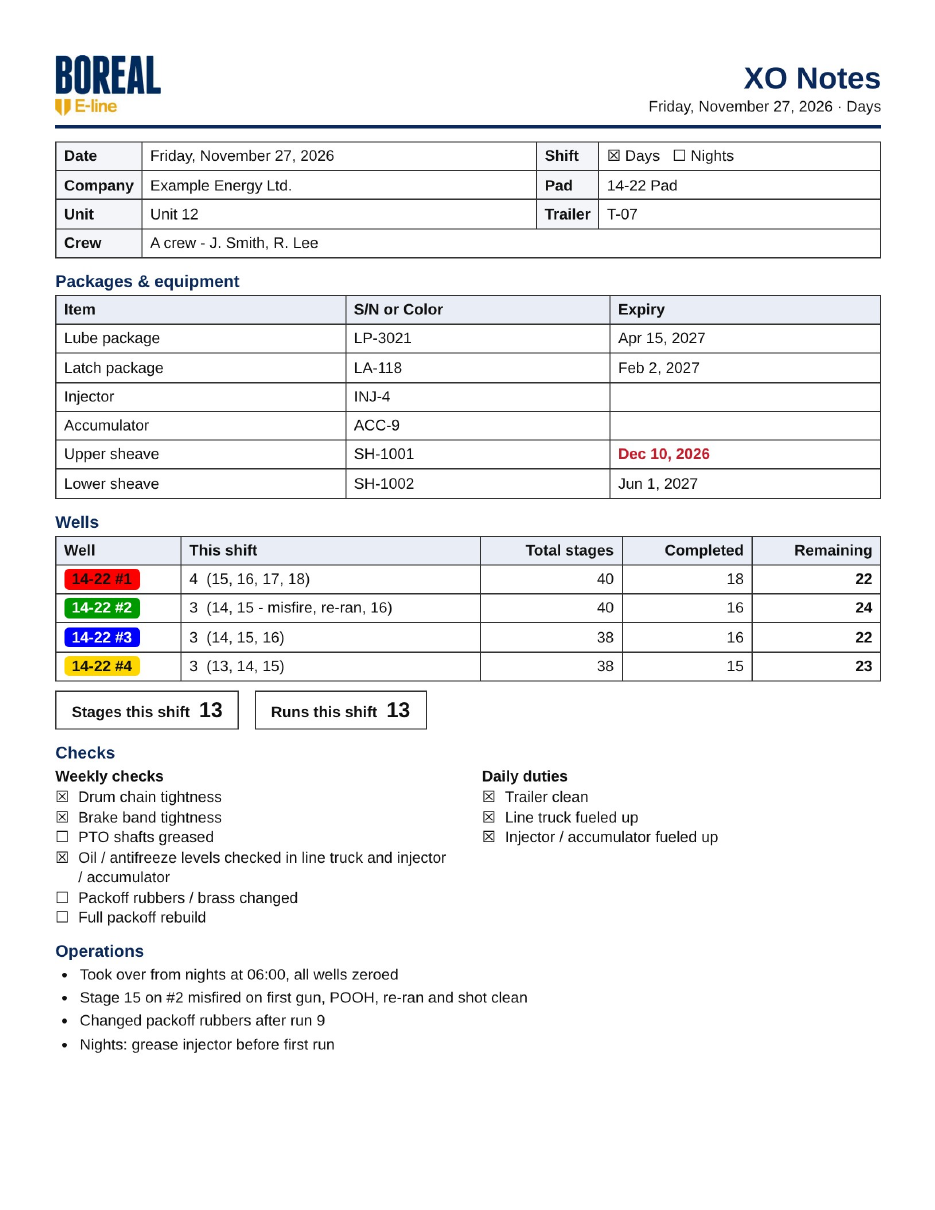 BOREAL
E-line
XO Notes
Friday, November 27, 2026 · Days
Date Friday, November 27, 2026 Shift ☒ Days ☐ Nights
Company Example Energy Ltd. Pad 14-22 Pad
Unit Unit 12 Trailer T-07
Crew A crew - J. Smith, R. Lee
Packages & equipment
Item S/N or Color Expiry
Lube package LP-3021 Apr 15, 2027
Latch package LA-118 Feb 2, 2027
Injector INJ-4
Accumulator ACC-9
Upper sheave SH-1001 Dec 10, 2026
Lower sheave SH-1002 Jun 1, 2027
Wells
Well This shift Total stages Completed Remaining
14-22 #1 4 (15, 16, 17, 18) 40 18 22
14-22 #2 3 (14, 15 - misfire, re-ran, 16) 40 16 24
14-22 #3 3 (14, 15, 16) 38 16 22
14-22 #4 3 (13, 14, 15) 38 15 23
Stages this shift 13 Runs this shift 13
Checks
Weekly checks
☒ Drum chain tightness
☒ Brake band tightness
☐ PTO shafts greased
☒ Oil / antifreeze levels checked in line truck and injector
/ accumulator
☐ Packoff rubbers / brass changed
☐ Full packoff rebuild
Daily duties
☒ Trailer clean
☒ Line truck fueled up
☒ Injector / accumulator fueled up
Operations
• Took over from nights at 06:00, all wells zeroed
• Stage 15 on #2 misfired on first gun, POOH, re-ran and shot clean
• Changed packoff rubbers after run 9
• Nights: grease injector before first run